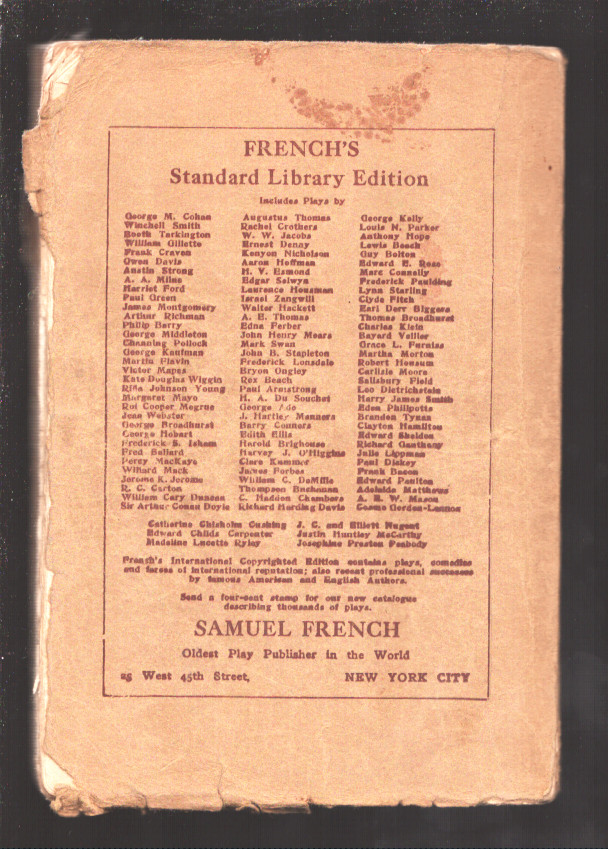 FRENCH'S
Standard Library Edition
Includes Plays by
George M. Cohan
Winchell Smith
Booth Tarkington
William Gillette
Frank Craven
Owen Davis
Austin Strong
A. A. Milne
Harriet Ford
Paul Green
James Montgomery
Arthur Richman
Philip Barry
George Middleton
Channing Pollock
George Kaufman
Martin Flavin
Victor Mapes
Kate Douglas Wiggin
Rida Johnson Young
Margaret Mayo
Roi Cooper Megrue
Jean Webster
George Broadhurst
George Hobart
Frederick S. Isham
Fred Ballard
Percy MacKaye
Willard Mack
Jerome K. Jerome
R. C. Carton
William Cary Duncan
Sir Arthur Conan Doyle
Augustus Thomas
Rachel Crothers
W. W. Jacobs
Ernest Denny
Kenyon Nicholson
Aaron Hoffman
H. V. Esmond
Edgar Selwyn
Laurence Housman
Israel Zangwill
Walter Hackett
A. E. Thomas
Edna Ferber
John Henry Mears
Mark Swan
John B. Stapleton
Frederick Lonsdale
Bryon Ongley
Rex Beach
Paul Armstrong
H. A. Du Souchet
George Ade
J. Hartley Manners
Barry Connors
Edith Ellis
Harold Brighouse
Harvey J. O'Higgins
Clare Kummer
James Forbes
William C. DeMille
Thompson Buchanan
C. Haddon Chambers
Richard Harding Davis
George Kelly
Louis N. Parker
Anthony Hope
Lewis Beach
Guy Bolton
Edward E. Rose
Marc Connelly
Frederick Paulding
Lynn Starling
Clyde Fitch
Earl Derr Biggers
Thomas Broadhurst
Charles Klein
Bayard Veiller
Grace L. Furniss
Martha Morton
Robert Housum
Carlisle Moore
Salisbury Field
Leo Dietrichstein
Harry James Smith
Eden Philpotts
Brandon Tynan
Clayton Hamilton
Edward Sheldon
Richard Ganthony
Julie Lippman
Paul Dickey
Frank Bacon
Edward Paulton
Adelaide Matthews
A. E. W. Mason
Cosmo Gordon-Lennox
Catherine Chisholm Cushing
Edward Childs Carpenter
Madeline Lucette Ryley
J. C. and Elliott Nugent
Justin Huntley McCarthy
Josephine Preston Peabody
French's International Copyrighted Edition contains plays, comedies
and farces of international reputation; also recent professional successes
by famous American and English Authors.
Send a four-cent stamp for our new catalogue
describing thousands of plays.
SAMUEL FRENCH
Oldest Play Publisher in the World
25 West 45th Street, NEW YORK CITY